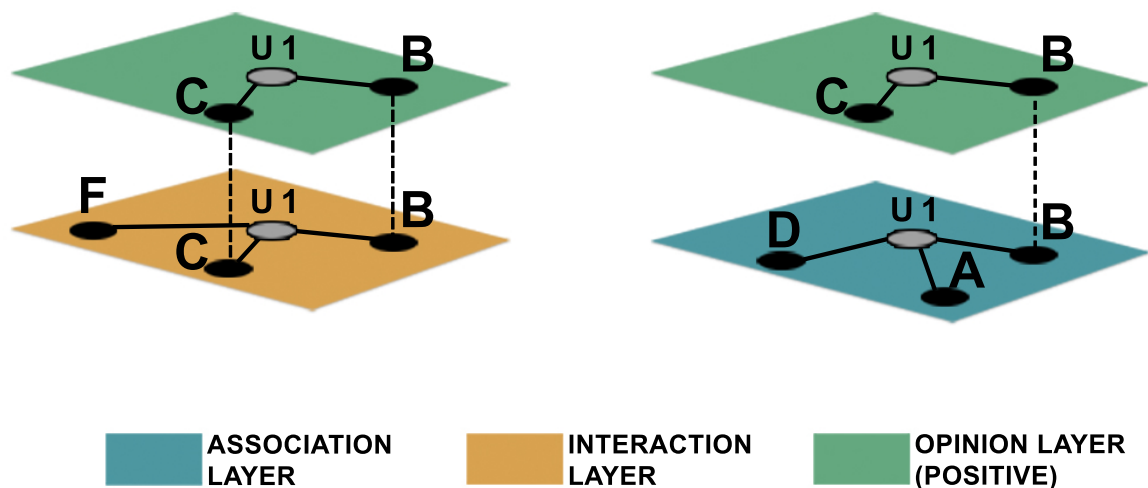 U 1
B
C
U 1
B
C
F
U 1
B
C
U 1
D
B
A
ASSOCIATION
LAYER
INTERACTION
LAYER
OPINION LAYER
(POSITIVE)